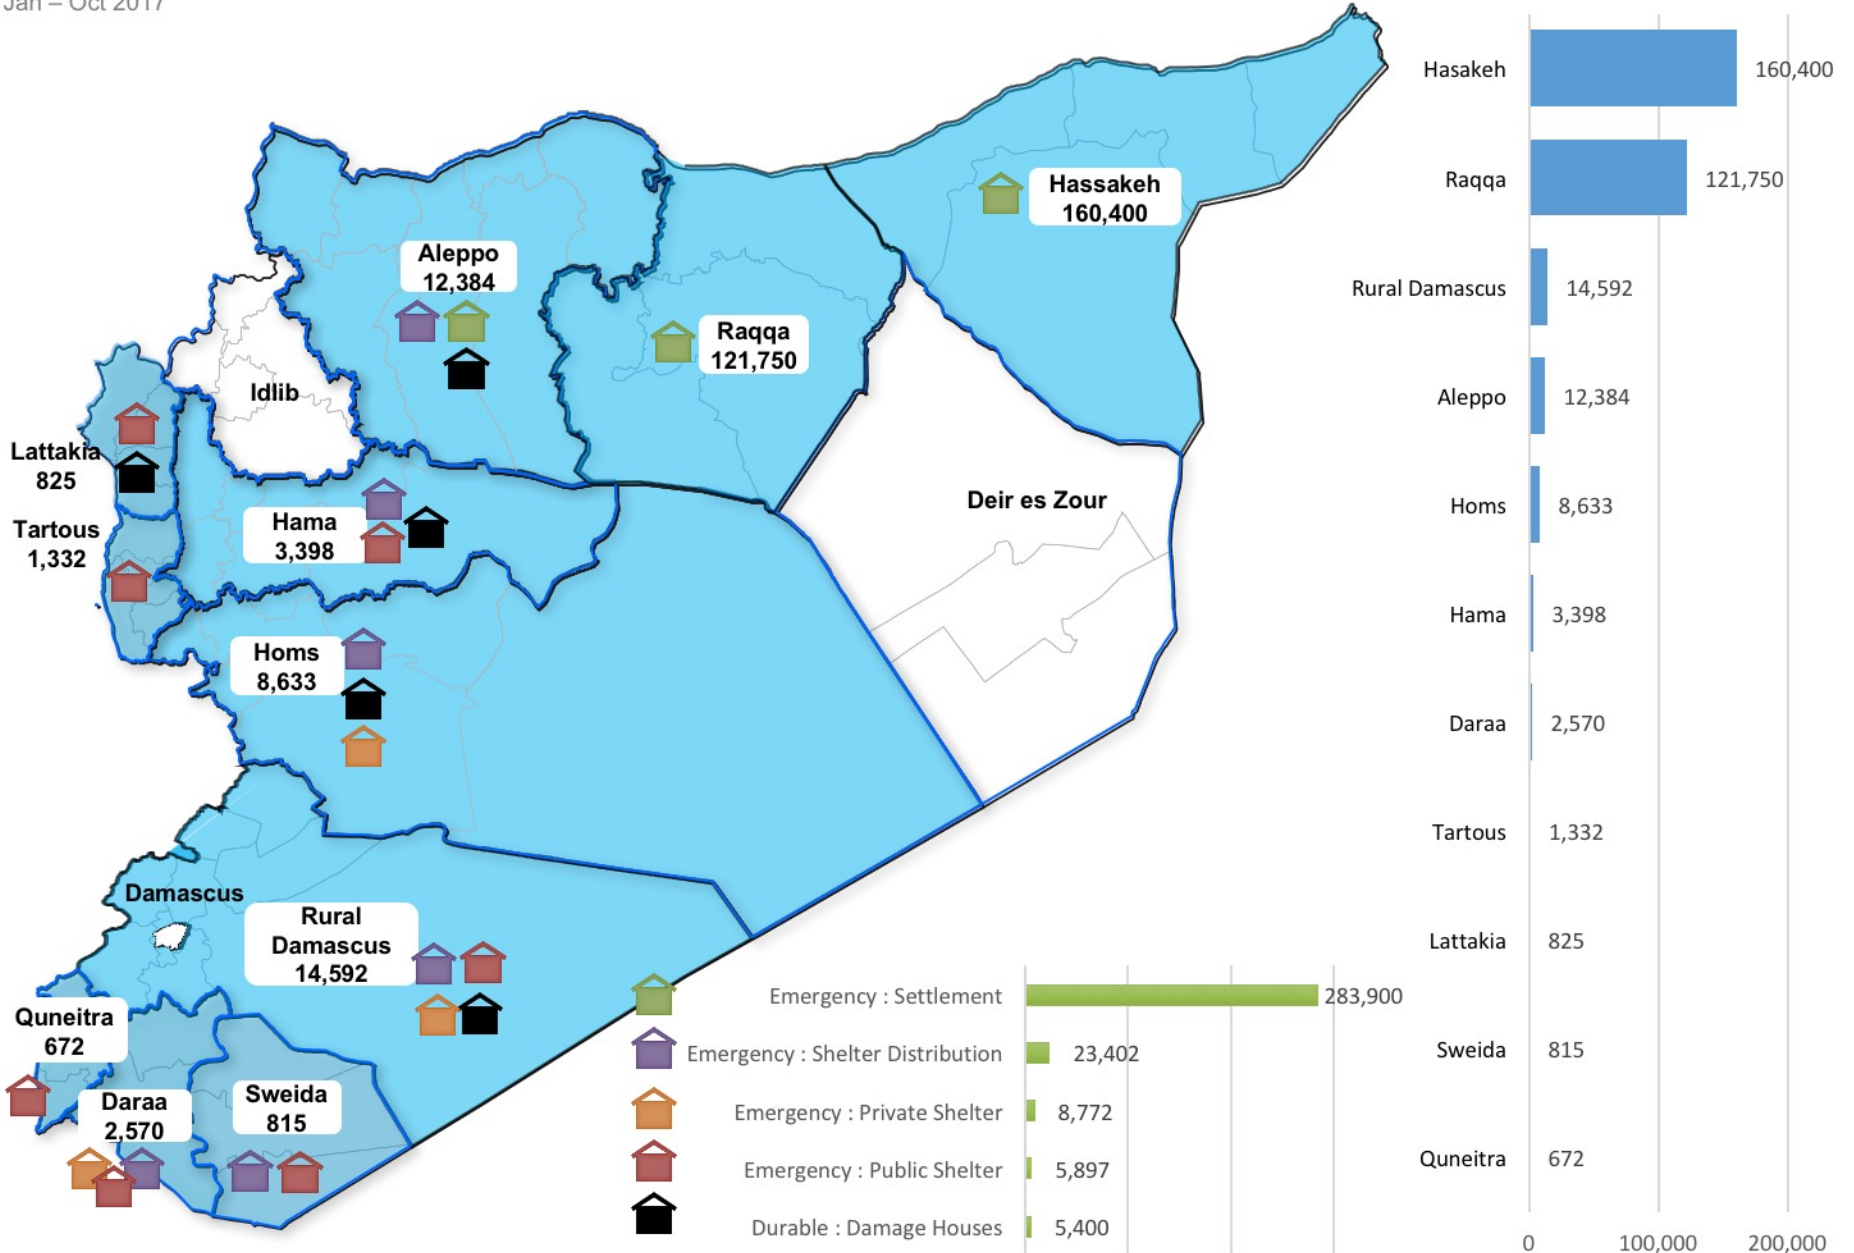 Jan – Oct 2017
Hassakeh
160,400
Aleppo
12,384
Raqqa
121,750
Idlib
Lattakia
825
Deir es Zour
Hama
3,398
Tartous
1,332
Homs
8,633
Damascus
Rural
Damascus
14,592
Quneitra
672
Daraa
2,570
Sweida
815
Emergency : Settlement 283,900
Emergency : Shelter Distribution 23,402
Emergency : Private Shelter 8,772
Emergency : Public Shelter 5,897
Durable : Damage Houses 5,400
Hasakeh 160,400
Raqqa 121,750
Rural Damascus 14,592
Aleppo 12,384
Homs 8,633
Hama 3,398
Daraa 2,570
Tartous 1,332
Lattakia 825
Sweida 815
Quneitra 672
0 100,000 200,000